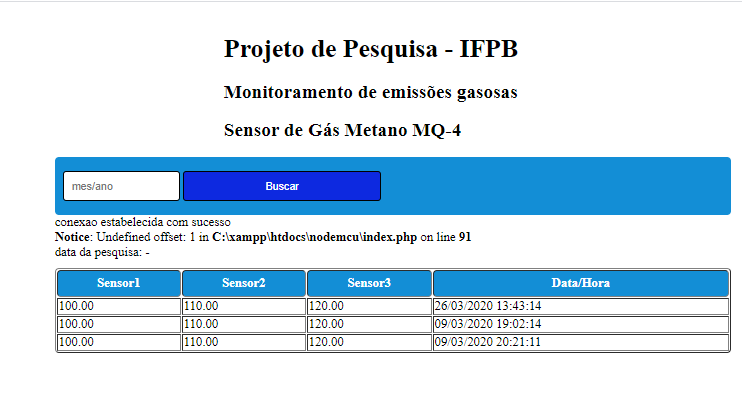 Projeto de Pesquisa - IFPB
Monitoramento de emissões gasosas
Sensor de Gás Metano MQ-4
mes/ano Buscar
conexao estabelecida com sucesso
Notice: Undefined offset: 1 in C:\xampp\htdocs\nodemcu\index.php on line 91
data da pesquisa: -
Sensor1 Sensor2 Sensor3 Data/Hora
100.00 110.00 120.00 26/03/2020 13:43:14
100.00 110.00 120.00 09/03/2020 19:02:14
100.00 110.00 120.00 09/03/2020 20:21:11